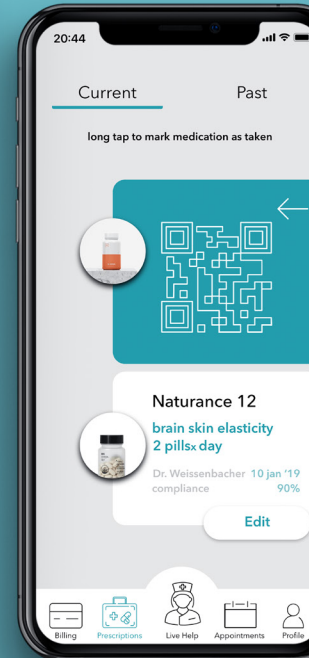 20:44
Current Past
long tap to mark medication as taken
Naturance 12
brain skin elasticity
2 pillsx day
Dr. Weissenbacher 10 jan '19
compliance 90%
Edit
Billing Prescriptions Live Help Appointments Profile